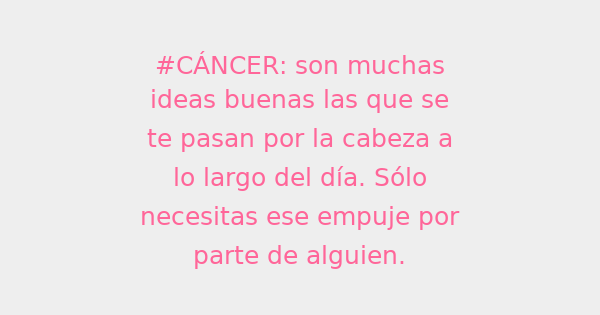 #CÁNCER: son muchas
ideas buenas las que se
te pasan por la cabeza a
lo largo del día. Sólo
necesitas ese empuje por
parte de alguien.